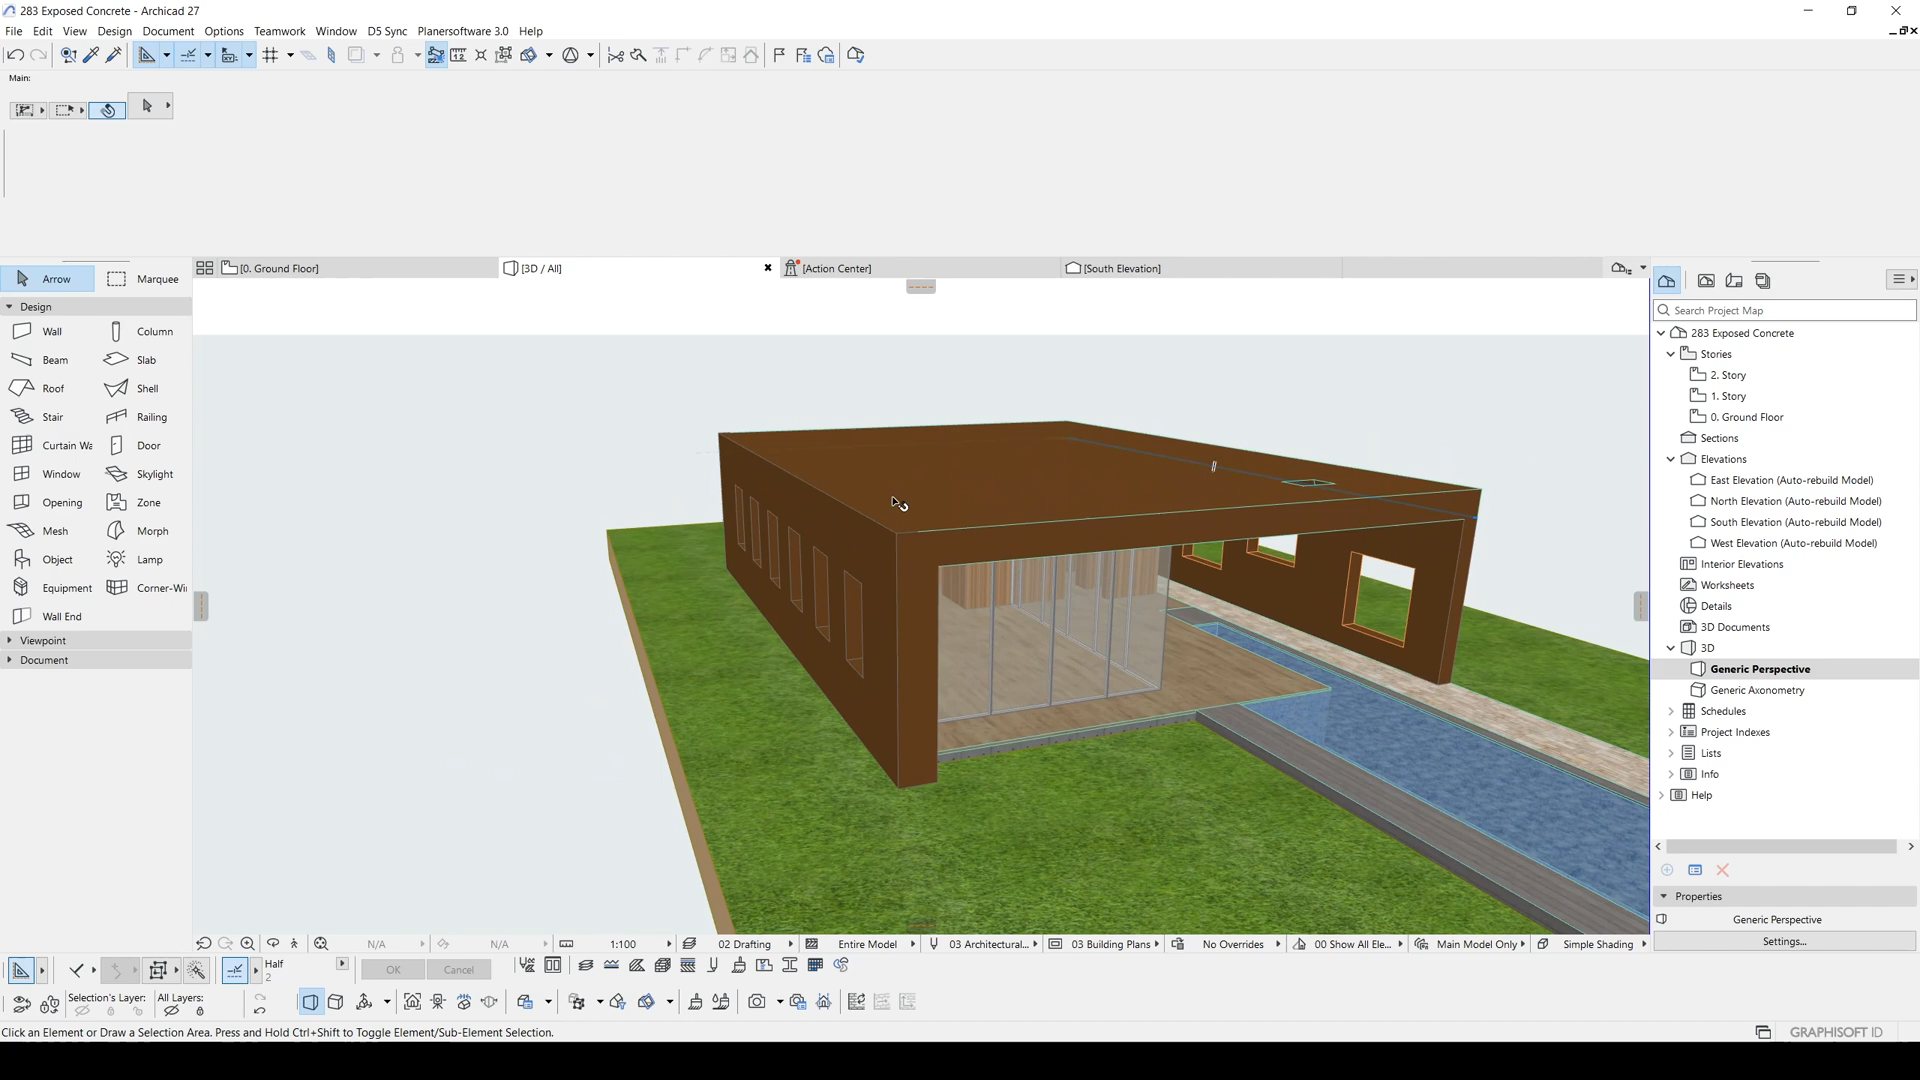 283 Exposed Concrete - Archicad 27
File Edit View Design Document Options Teamwork Window D5 Sync Planersoftware 3.0 Help
Main:
[0. Ground Floor] [3D / All] [Action Center] [South Elevation]
Arrow Marquee
Design
Wall Column
Beam Slab
Roof Shell
Stair Railing
Curtain Wa Door
Window Skylight
Opening Zone
Mesh Morph
Object Lamp
Equipment Corner-Wi
Wall End
Viewpoint
Document
Search Project Map
283 Exposed Concrete
Stories
2. Story
1. Story
0. Ground Floor
Sections
Elevations
East Elevation (Auto-rebuild Model)
North Elevation (Auto-rebuild Model)
South Elevation (Auto-rebuild Model)
West Elevation (Auto-rebuild Model)
Interior Elevations
Worksheets
Details
3D Documents
3D
Generic Perspective
Generic Axonometry
Schedules
Project Indexes
Lists
Info
Help
Properties
Generic Perspective
Settings...
N/A N/A 1:100 02 Drafting Entire Model 03 Architectural... 03 Building Plans No Overrides 00 Show All Ele... Main Model Only Simple Shading
Half
2
OK Cancel
Selection's Layer: All Layers:
Click an Element or Draw a Selection Area. Press and Hold Ctrl+Shift to Toggle Element/Sub-Element Selection.
GRAPHISOFT ID